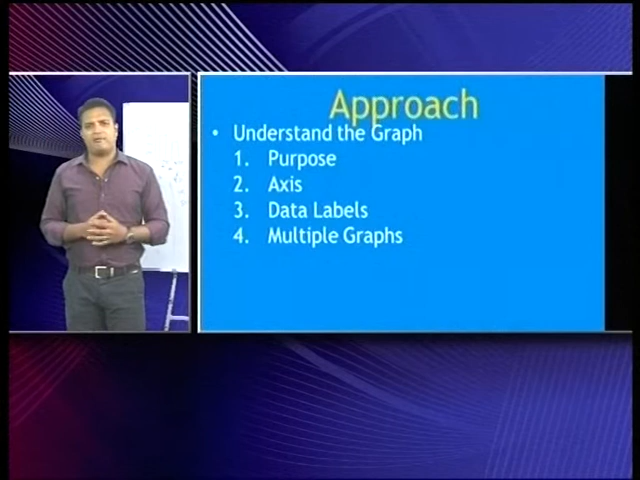 Approach
• Understand the Graph
1. Purpose
2. Axis
3. Data Labels
4. Multiple Graphs